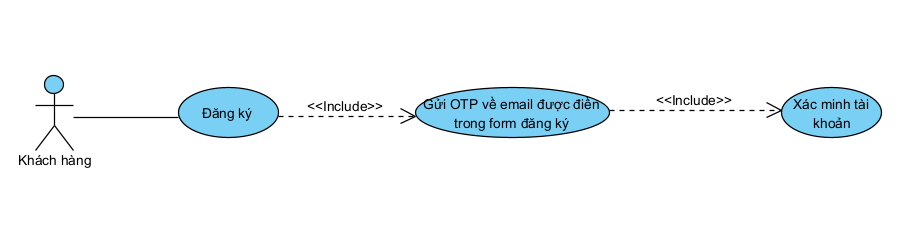 Khách hàng
Đăng ký
<<Include>>
Gửi OTP về email được điền
trong form đăng ký
<<Include>>
Xác minh tài
khoản